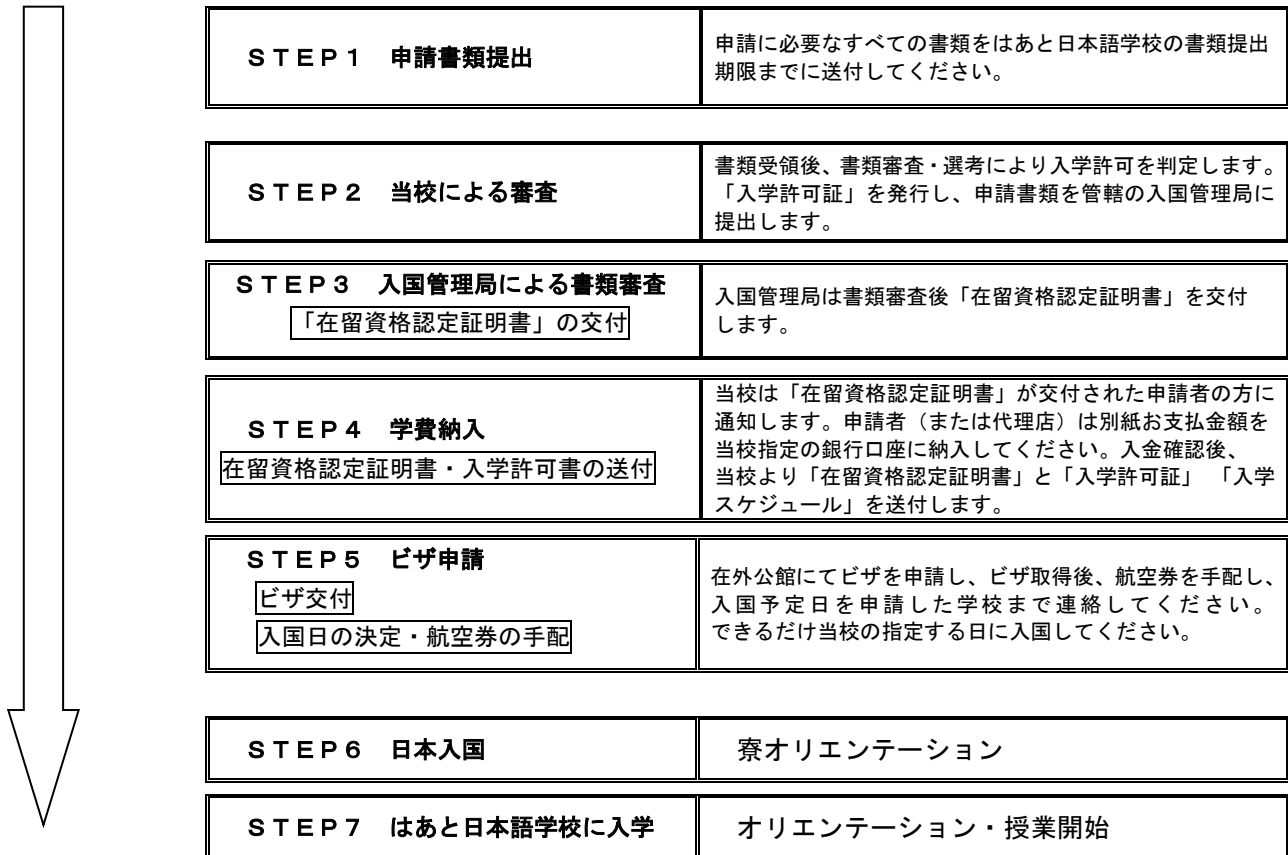 ＳＴＥＰ１　申請書類提出
申請に必要なすべての書類をはあと日本語学校の書類提出
期限までに送付してください。
ＳＴＥＰ２　当校による審査
書類受領後、書類審査・選考により入学許可を判定します。
「入学許可証」を発行し、申請書類を管轄の入国管理局に
提出します。
ＳＴＥＰ３　入国管理局による書類審査
「在留資格認定証明書」の交付
入国管理局は書類審査後「在留資格認定証明書」を交付
します。
ＳＴＥＰ４　学費納入
在留資格認定証明書・入学許可書の送付
当校は「在留資格認定証明書」が交付された申請者の方に
通知します。申請者（または代理店）は別紙お支払金額を
当校指定の銀行口座に納入してください。入金確認後、
当校より「在留資格認定証明書」と「入学許可証」「入学
スケジュール」を送付します。
ＳＴＥＰ５　ビザ申請
ビザ交付
入国日の決定・航空券の手配
在外公館にてビザを申請し、ビザ取得後、航空券を手配し、
入国予定日を申請した学校まで連絡してください。
できるだけ当校の指定する日に入国してください。
ＳＴＥＰ６　日本入国
寮オリエンテーション
ＳＴＥＰ７　はあと日本語学校に入学
オリエンテーション・授業開始